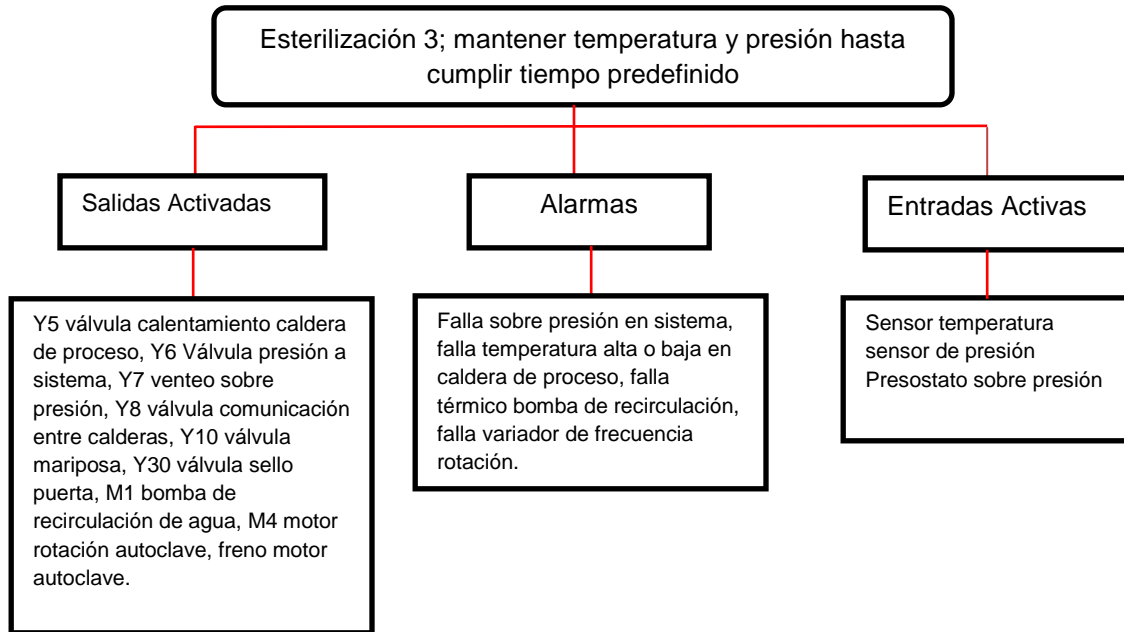 Esterilización 3; mantener temperatura y presión hasta
cumplir tiempo predefinido
Salidas Activadas
Alarmas
Entradas Activas
Y5 válvula calentamiento caldera
de proceso, Y6 Válvula presión a
sistema, Y7 venteo sobre
presión, Y8 válvula comunicación
entre calderas, Y10 válvula
mariposa, Y30 válvula sello
puerta, M1 bomba de
recirculación de agua, M4 motor
rotación autoclave, freno motor
autoclave.
Falla sobre presión en sistema,
falla temperatura alta o baja en
caldera de proceso, falla
térmico bomba de recirculación,
falla variador de frecuencia
rotación.
Sensor temperatura
sensor de presión
Presostato sobre presión